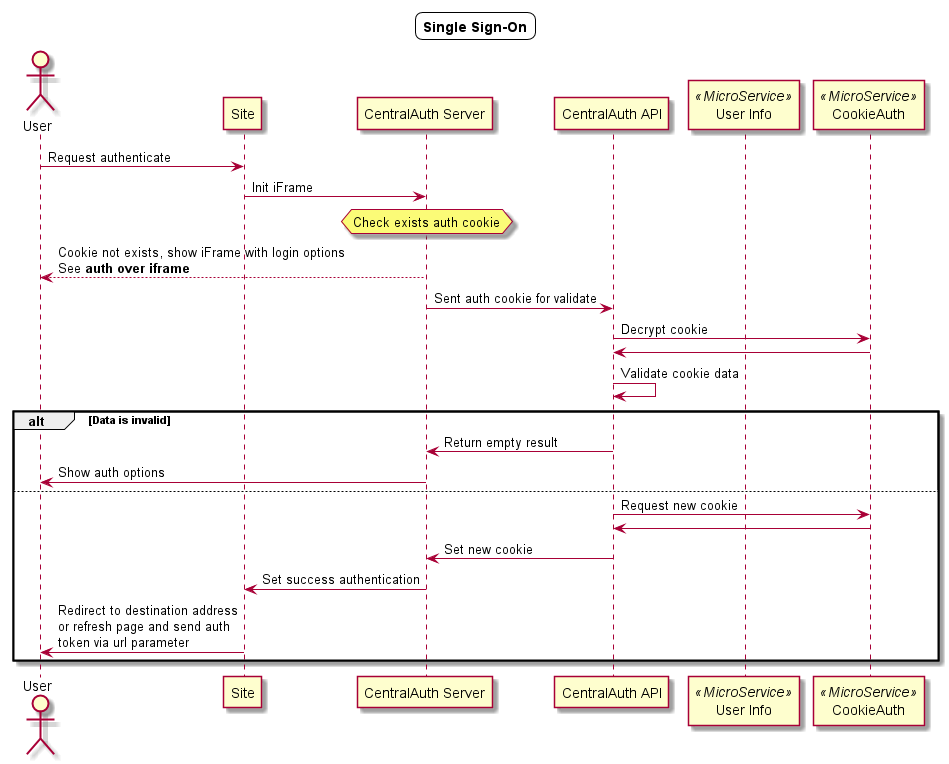 Single Sign-On
User
Site
CentralAuth Server
CentralAuth API
«MicroService»
User Info
«MicroService»
CookieAuth
Request authenticate
Init iFrame
Check exists auth cookie
Cookie not exists, show iFrame with login options
See auth over iframe
Sent auth cookie for validate
Decrypt cookie
Validate cookie data
alt
[Data is invalid]
Return empty result
Show auth options
Request new cookie
Set new cookie
Set success authentication
Redirect to destination address
or refresh page and send auth
token via url parameter
User
Site
CentralAuth Server
CentralAuth API
«MicroService»
User Info
«MicroService»
CookieAuth